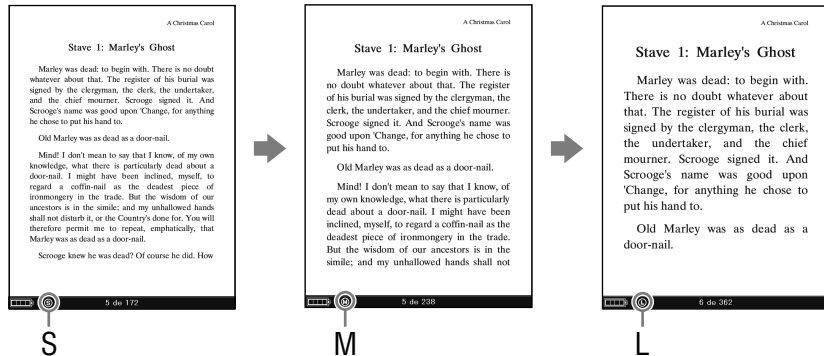 A Christmas Carol
Stave 1: Marley's Ghost
Marley was dead: to begin with. There is no doubt
whatever about that. The register of his burial was
signed by the clergyman, the clerk, the undertaker,
and the chief mourner. Scrooge signed it. And
Scrooge's name was good upon 'Change, for anything
he chose to put his hand to.
Old Marley was as dead as a door-nail.
Mind! I don't mean to say that I know, of my own
knowledge, what there is particularly dead about a
door-nail. I might have been inclined, myself, to
regard a coffin-nail as the deadest piece of
ironmongery in the trade. But the wisdom of our
ancestors is in the simile; and my unhallowed hands
shall not disturb it, or the Country's done for. You will
therefore permit me to repeat, emphatically, that
Marley was as dead as a door-nail.
Scrooge knew he was dead? Of course he did. How
S
5 de 172
S
A Christmas Carol
Stave 1: Marley's Ghost
Marley was dead: to begin with. There is
no doubt whatever about that. The register
of his burial was signed by the clergyman, the
clerk, the undertaker, and the chief mourner.
Scrooge signed it. And Scrooge's name was
good upon 'Change, for anything he chose to
put his hand to.
Old Marley was as dead as a door-nail.
Mind! I don't mean to say that I know, of
my own knowledge, what there is particularly
dead about a door-nail. I might have been
inclined, myself, to regard a coffin-nail as the
deadest piece of ironmongery in the trade.
But the wisdom of our ancestors is in the
simile; and my unhallowed hands shall not
M
5 de 238
M
A Christmas Carol
Stave 1: Marley's Ghost
Marley was dead: to begin with.
There is no doubt whatever about
that. The register of his burial was
signed by the clergyman, the clerk,
the undertaker, and the chief
mourner. Scrooge signed it. And
Scrooge's name was good upon
'Change, for anything he chose to
put his hand to.
Old Marley was as dead as a
door-nail.
L
6 de 362
L